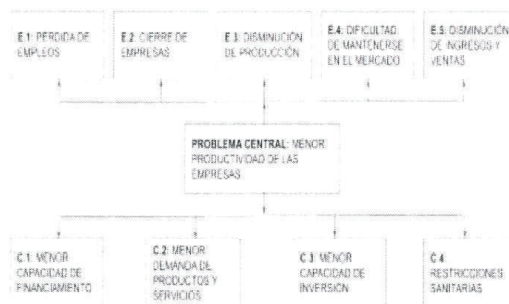 E.1: PÉRDIDA DE
EMPLEOS
E.2: CIERRE DE
EMPRESAS
E.3: DISMINUCIÓN
DE PRODUCCIÓN
E.4: DIFICULTAD
DE MANTENERSE
EN EL MERCADO
E.5: DISMINUCIÓN
DE INGRESOS Y
VENTAS
PROBLEMA CENTRAL: MENOR
PRODUCTIVIDAD DE LAS
EMPRESAS
C.1: MENOR
CAPACIDAD DE
FINANCIAMIENTO
C.2: MENOR
DEMANDA DE
PRODUCTOS Y
SERVICIOS
C.3: MENOR
CAPACIDAD DE
INVERSIÓN
C.4:
RESTRICCIONES
SANITARIAS